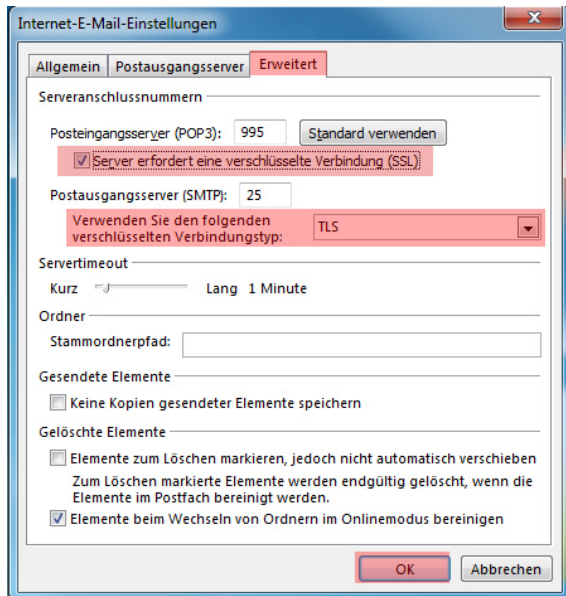 Internet-E-Mail-Einstellungen
Allgemein Postausgangsserver Erweitert
Serveranschlussnummern
Posteingangsserver (POP3): 995 Standard verwenden
Server erfordert eine verschlüsselte Verbindung (SSL)
Postausgangsserver (SMTP): 25
Verwenden Sie den folgenden
verschlüsselten Verbindungstyp: TLS
Servertimeout
Kurz Lang 1 Minute
Ordner
Stammordnerpfad:
Gesendete Elemente
Keine Kopien gesendeter Elemente speichern
Gelöschte Elemente
Elemente zum Löschen markieren, jedoch nicht automatisch verschieben
Zum Löschen markierte Elemente werden endgültig gelöscht, wenn die
Elemente im Postfach bereinigt werden.
Elemente beim Wechseln von Ordnern im Onlinemodus bereinigen
OK Abbrechen